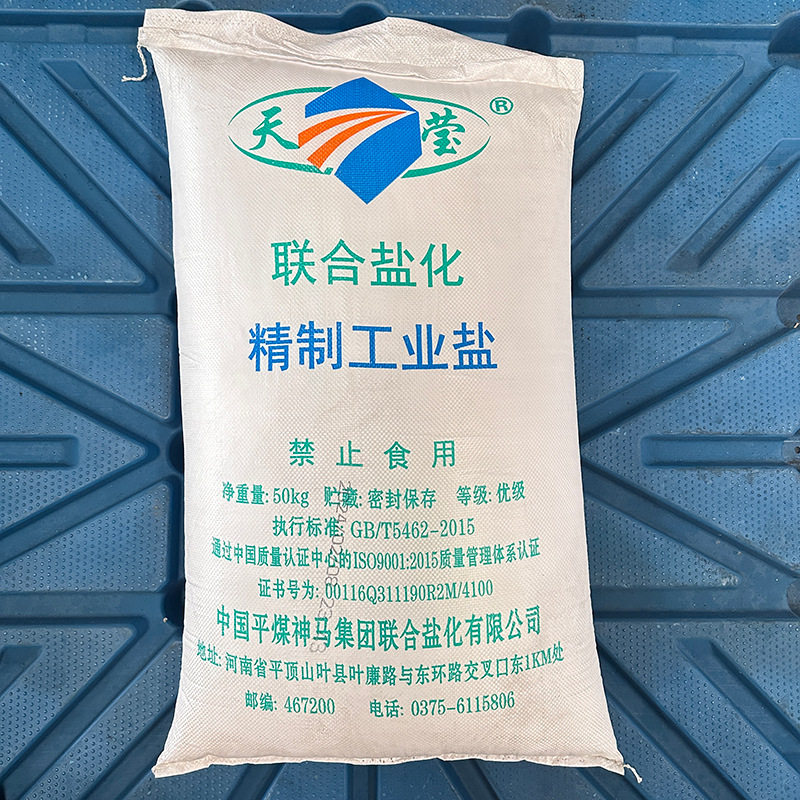 天莹®
联合盐化
精制工业盐
禁止食用
净重量: 50kg 贮藏: 密封保存 等级: 优级
执行标准 GB/T5462-2015
通过中国质量认证中心的ISO9001:2015质量管理体系认证
证书号为: 00116Q311190R2M/4100
中国平煤神马集团联合盐化有限公司
地址: 河南省平顶山叶县叶廉路与东环路交叉口东1KM处
邮编: 467200 电话: 0375-6115806